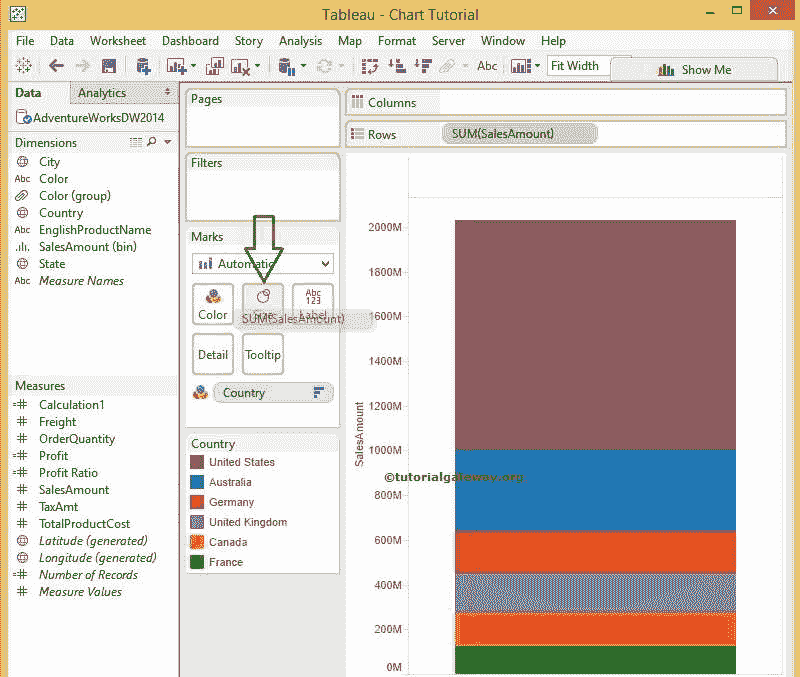 Tableau - Chart Tutorial
File Data Worksheet Dashboard Story Analysis Map Format Server Window Help
Abc Fit Width Show Me
Data Analytics
AdventureWorksDW2014
Dimensions
City
Abc Color
Color (group)
Country
Abc EnglishProductName
SalesAmount (bin)
State
Abc Measure Names
Measures
Calculation1
Freight
OrderQuantity
Profit
Profit Ratio
SalesAmount
TaxAmt
TotalProductCost
Latitude (generated)
Longitude (generated)
Number of Records
Measure Values
Pages
Filters
Marks
Automatic
Abc
123
Color Size Label
SUM(SalesAmount)
Detail Tooltip
Country
Country
United States
Australia
Germany
United Kingdom
Canada
France
Columns
Rows SUM(SalesAmount)
SalesAmount
2000M
1800M
1600M
1400M
1200M
1000M
800M
600M
400M
200M
0M
©tutorialgateway.org